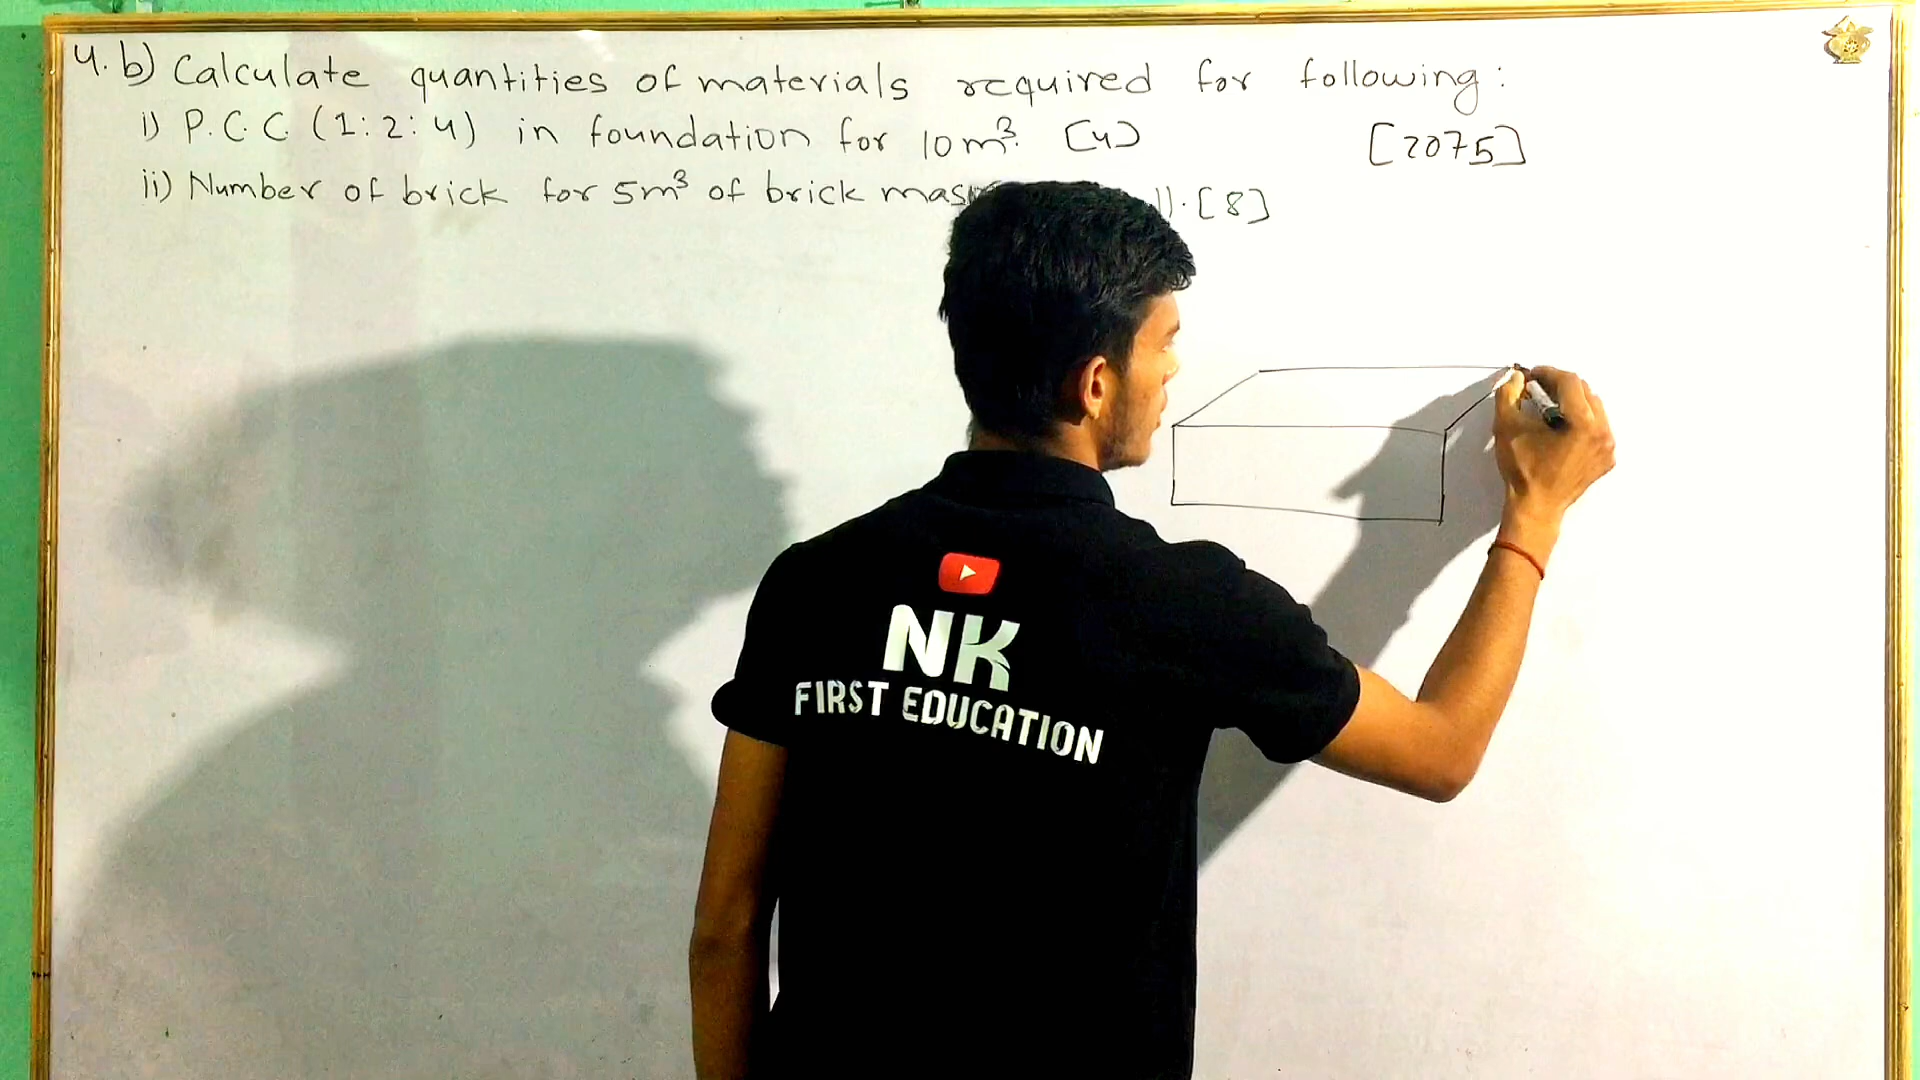 4. b) Calculate quantities of materials required for following:
i) P.C.C. (1:2:4) in foundation for 10m³. [4] [2075]
ii) Number of brick for 5m³ of brick [8]
NK
FIRST EDUCATION